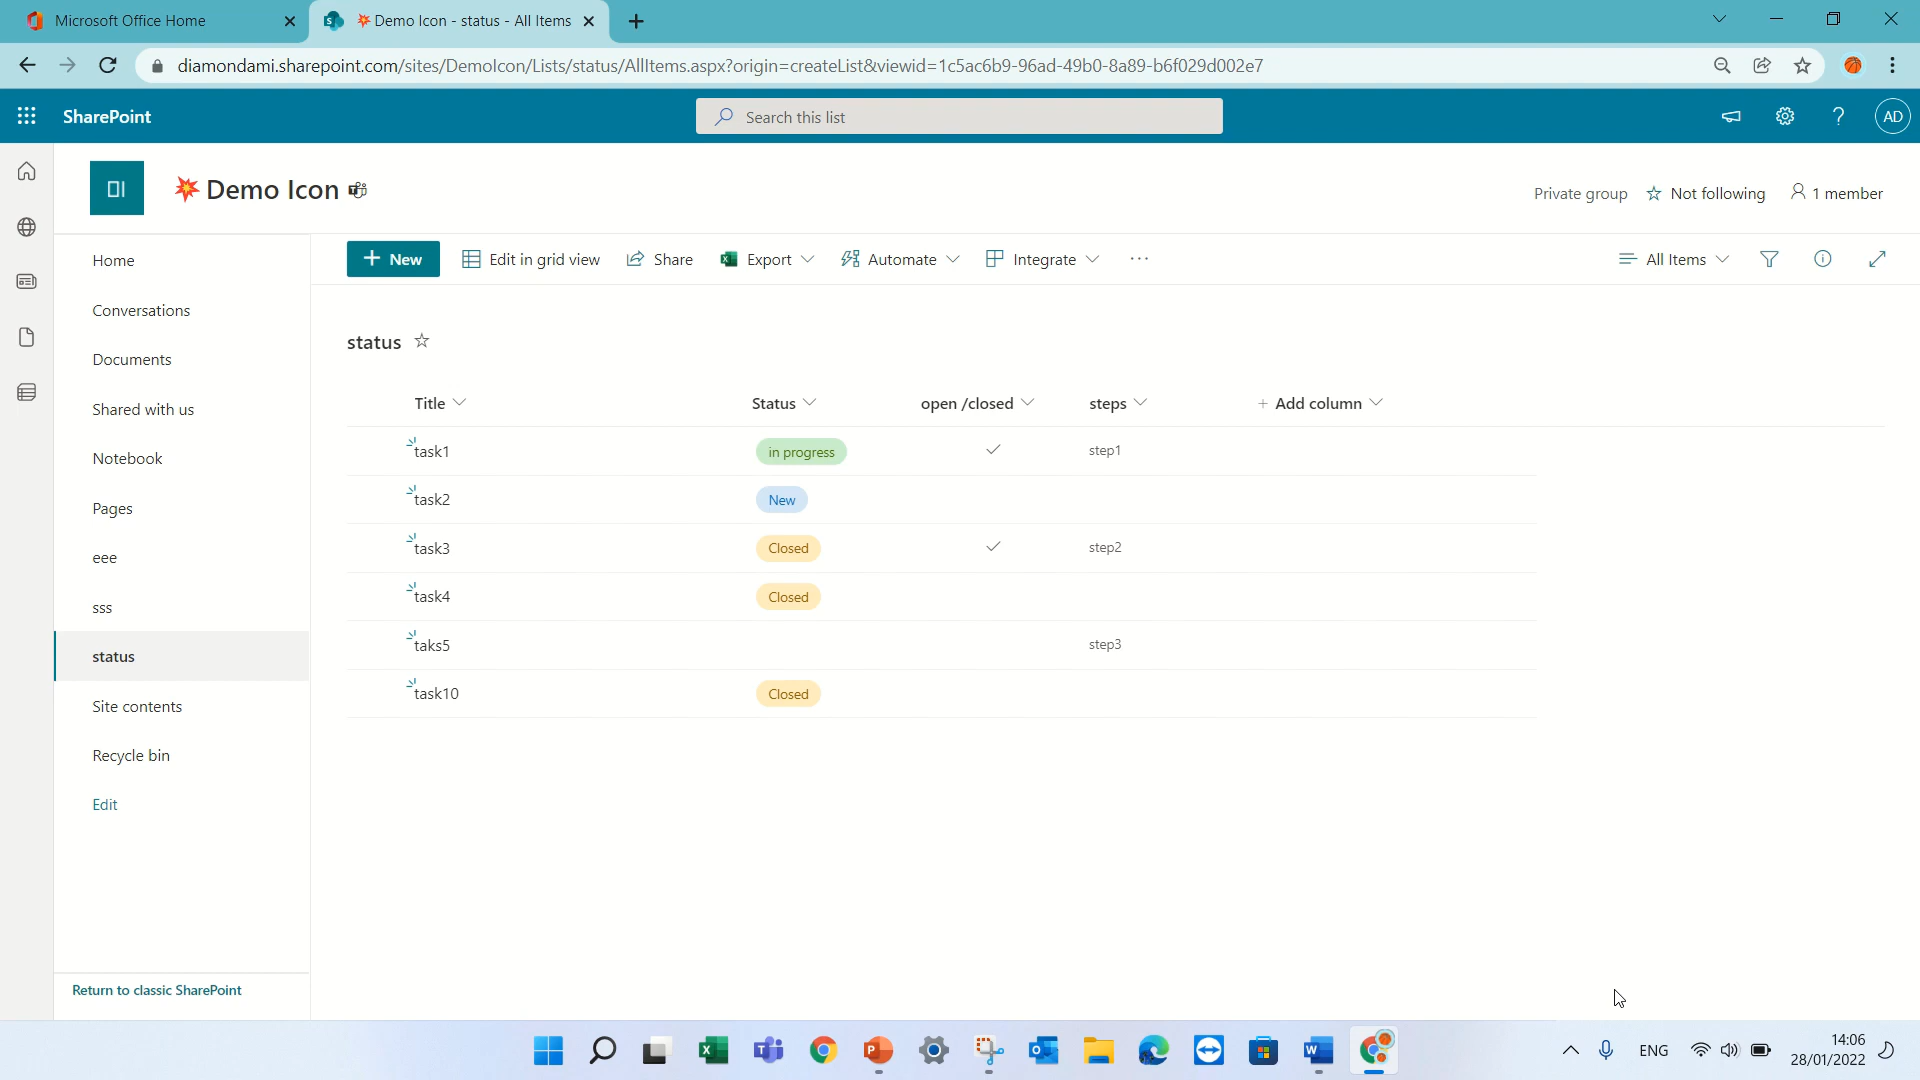 Microsoft Office Home
💥 Demo Icon - status - All Items
diamondami.sharepoint.com/sites/DemoIcon/Lists/status/AllItems.aspx?origin=createList&viewid=1c5ac6b9-96ad-49b0-8a89-b6f029d002e7
SharePoint
Search this list
AD
💥 Demo Icon
Private group
Not following
1 member
Home
Conversations
Documents
Shared with us
Notebook
Pages
eee
sss
status
Site contents
Recycle bin
Edit
Return to classic SharePoint
+ New
Edit in grid view
Share
Export
Automate
Integrate
...
All Items
status
Title Status open /closed steps + Add column
task1 in progress ✓ step1
task2 New
task3 Closed ✓ step2
task4 Closed
taks5 step3
task10 Closed
ENG
14:06
28/01/2022